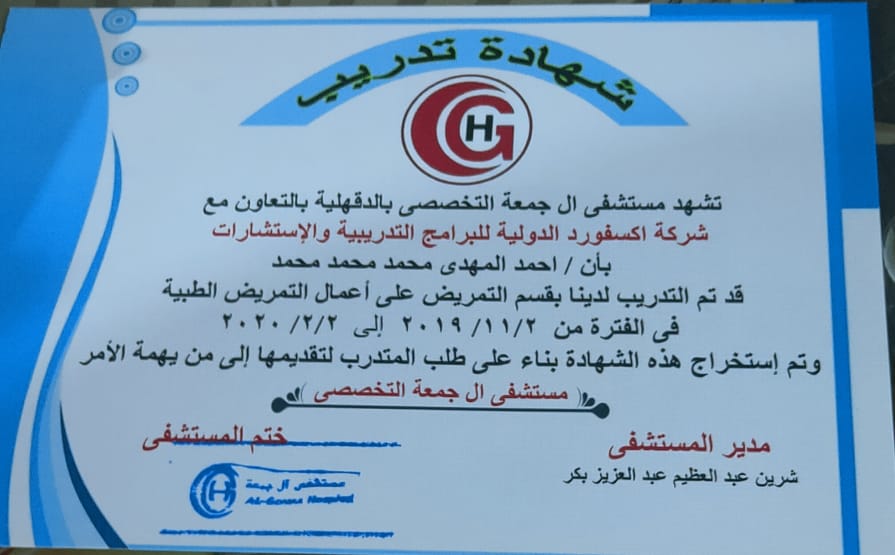 شهادة تدريب
GH
تشهد مستشفى ال جمعة التخصصى بالدقهلية بالتعاون مع
شركة اكسفورد الدولية للبرامج التدريبية والإستشارات
بأن / احمد المهدى محمد محمد محمد
قد تم التدريب لدينا بقسم التمريض على أعمال التمريض الطبية
فى الفترة من ٢/١١/٢٠١٩ إلى ٢/٢/٢٠٢٠
وتم إستخراج هذه الشهادة بناء على طلب المتدرب لتقديمها إلى من يهمة الأمر
( مستشفى ال جمعة التخصصى )
مدير المستشفى
شرين عبد العظيم عبد العزيز بكر
ختم المستشفى
GH
مستشفى آل جمعة
Al-Gomaa Hospital